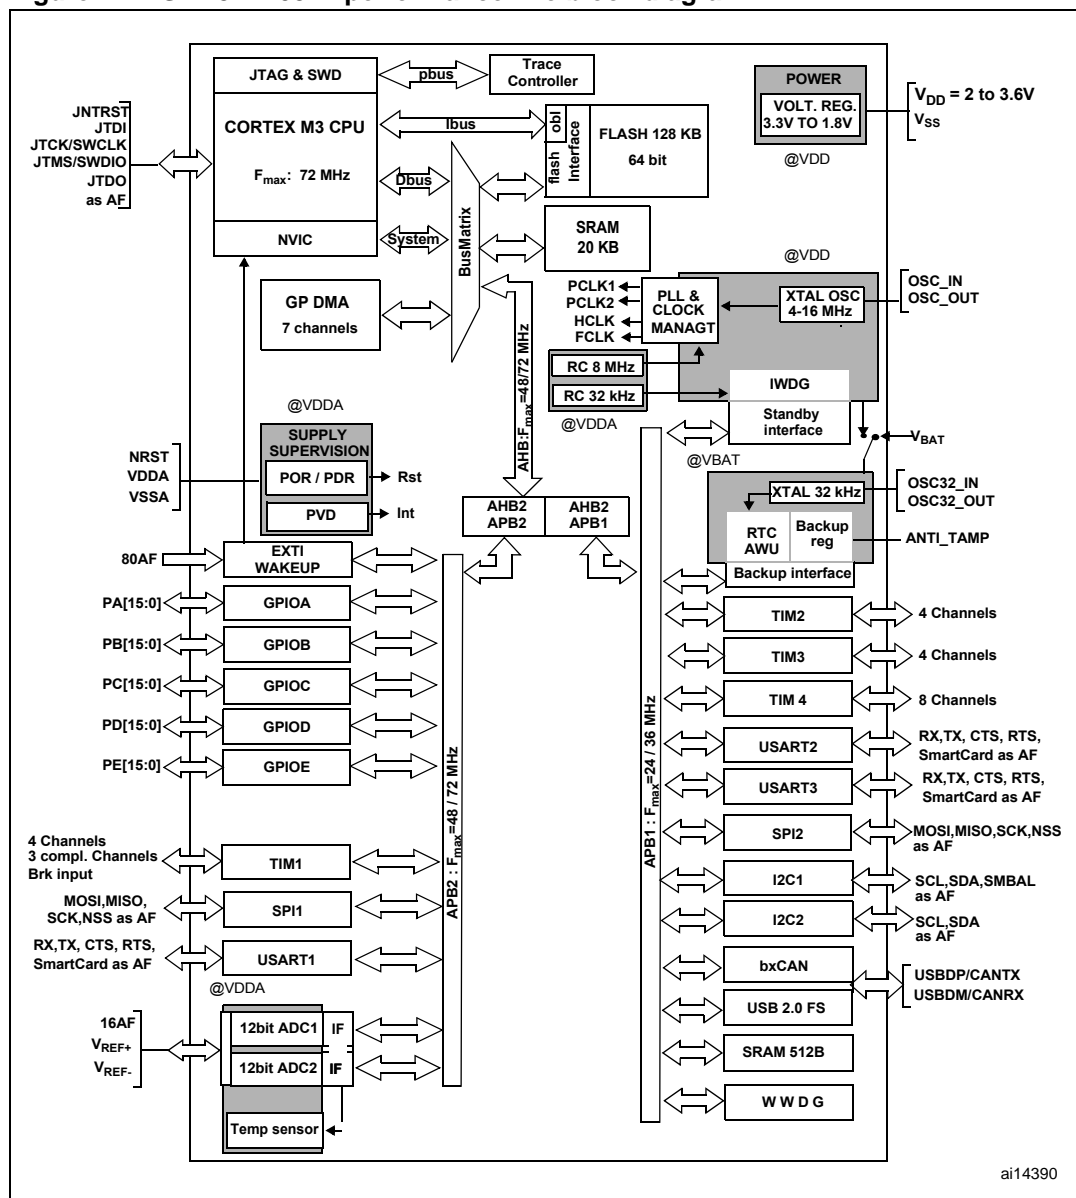 JTAG & SWD
pbus
Trace
Controller
POWER
VOLT. REG.
3.3V TO 1.8V
@VDD
VDD = 2 to 3.6V
VSS
JNTRST
JTDI
JTCK/SWCLK
JTMS/SWDIO
JTDO
as AF
CORTEX M3 CPU
Fmax: 72 MHz
NVIC
Ibus
Dbus
System
BusMatrix
flash obl
Interface
FLASH 128 KB
64 bit
SRAM
20 KB
GP DMA
7 channels
@VDD
PCLK1
PCLK2
HCLK
FCLK
PLL &
CLOCK
MANAGT
XTAL OSC
4-16 MHz
OSC_IN
OSC_OUT
RC 8 MHz
RC 32 kHz
@VDDA
IWDG
Standby
interface
VBAT
@VBAT
AHB:Fmax=48/72 MHz
@VDDA
SUPPLY
SUPERVISION
NRST
VDDA
VSSA
POR / PDR
Rst
PVD
Int
AHB2
APB2
AHB2
APB1
XTAL 32 kHz
OSC32_IN
OSC32_OUT
RTC
AWU
Backup
reg
ANTI_TAMP
Backup interface
80AF
EXTI
WAKEUP
PA[15:0]
GPIOA
PB[15:0]
GPIOB
PC[15:0]
GPIOC
PD[15:0]
GPIOD
PE[15:0]
GPIOE
4 Channels
3 compl. Channels
Brk input
TIM1
MOSI,MISO,
SCK,NSS as AF
SPI1
RX,TX, CTS, RTS,
SmartCard as AF
USART1
@VDDA
16AF
VREF+
VREF-
12bit ADC1 IF
12bit ADC2 IF
Temp sensor
APB2 : Fmax=48 / 72 MHz
APB1 : Fmax=24 / 36 MHz
TIM2
4 Channels
TIM3
4 Channels
TIM 4
8 Channels
USART2
RX,TX, CTS, RTS,
SmartCard as AF
USART3
RX,TX, CTS, RTS,
SmartCard as AF
SPI2
MOSI,MISO,SCK,NSS
as AF
I2C1
SCL,SDA,SMBAL
as AF
I2C2
SCL,SDA
as AF
bxCAN
USB 2.0 FS
USBDP/CANTX
USBDM/CANRX
SRAM 512B
W W D G
ai14390